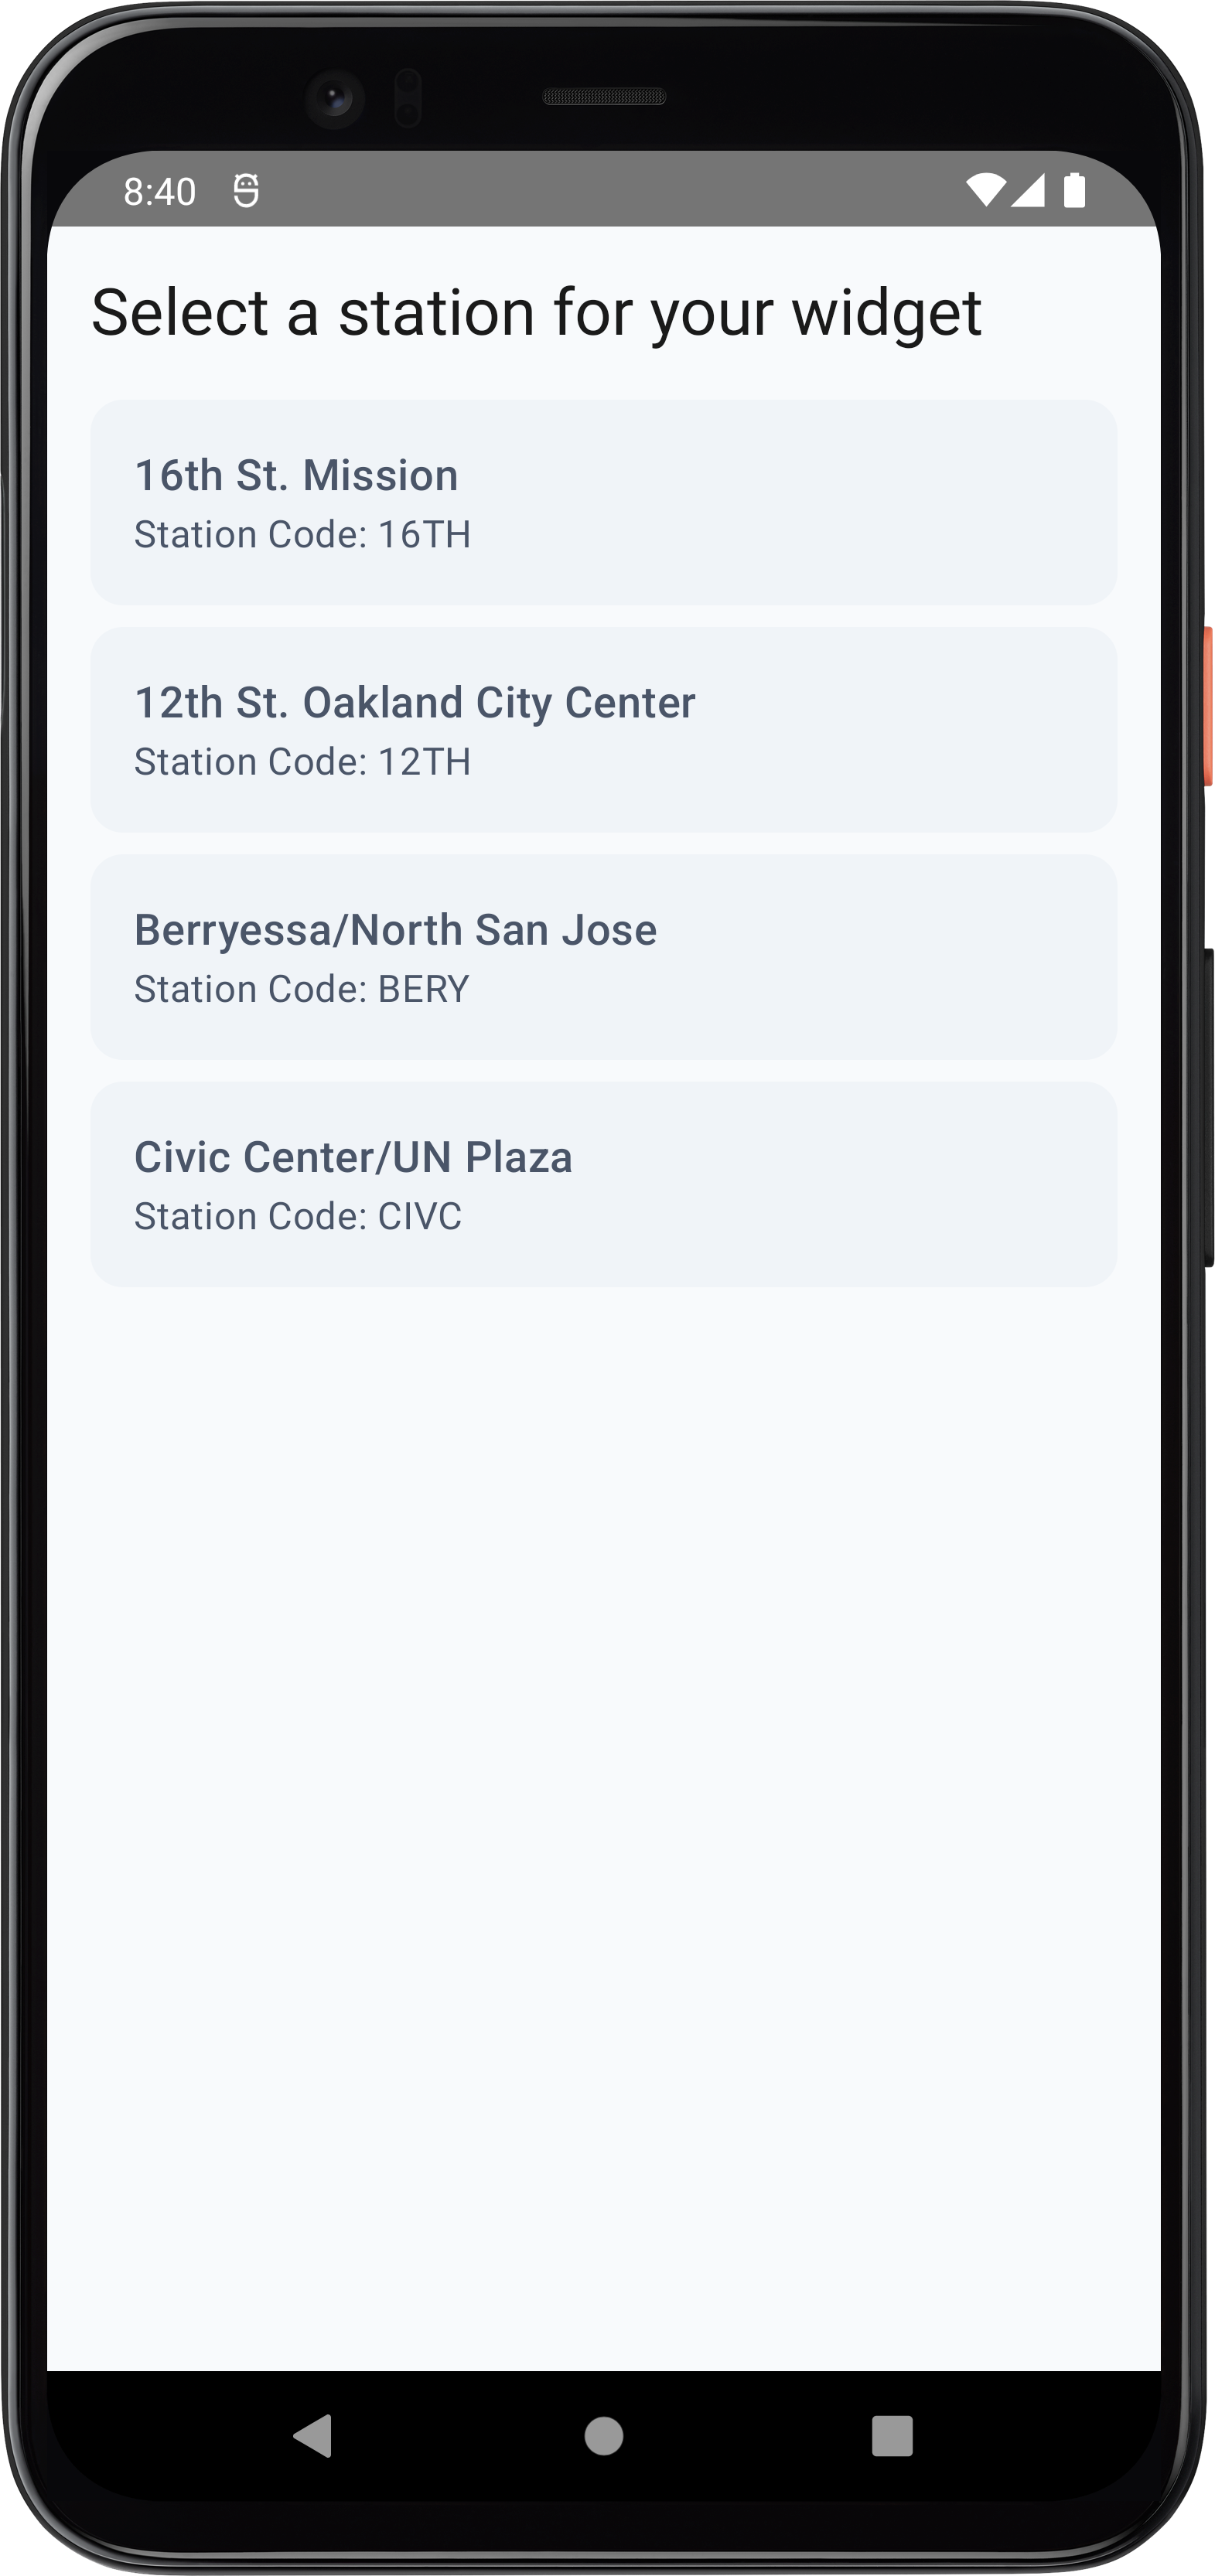 8:40
Select a station for your widget
16th St. Mission
Station Code: 16TH
12th St. Oakland City Center
Station Code: 12TH
Berryessa/North San Jose
Station Code: BERY
Civic Center/UN Plaza
Station Code: CIVC